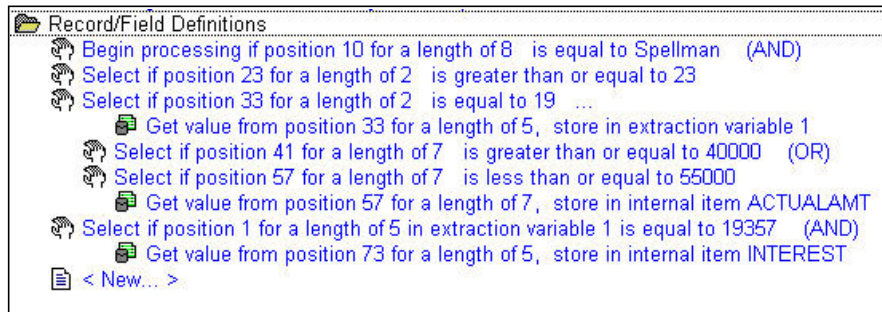 Record/Field Definitions
Begin processing if position 10 for a length of 8 is equal to Spellman (AND)
Select if position 23 for a length of 2 is greater than or equal to 23
Select if position 33 for a length of 2 is equal to 19 ...
Get value from position 33 for a length of 5, store in extraction variable 1
Select if position 41 for a length of 7 is greater than or equal to 40000 (OR)
Select if position 57 for a length of 7 is less than or equal to 55000
Get value from position 57 for a length of 7, store in internal item ACTUALAMT
Select if position 1 for a length of 5 in extraction variable 1 is equal to 19357 (AND)
Get value from position 73 for a length of 5, store in internal item INTEREST
< New... >